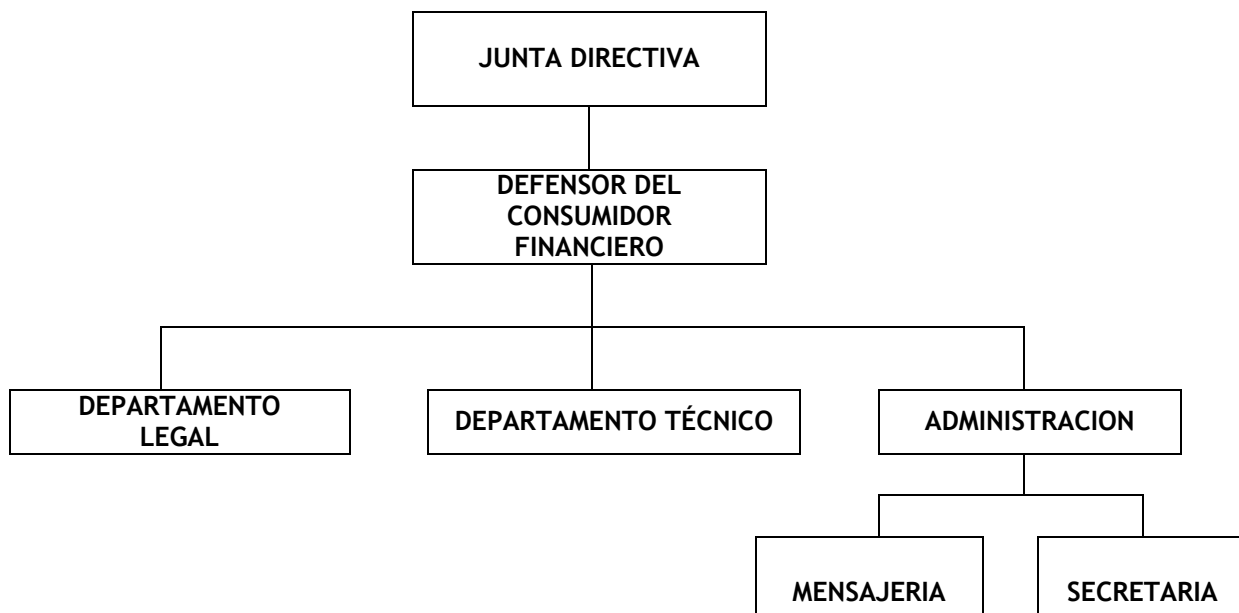 JUNTA DIRECTIVA
DEFENSOR DEL
CONSUMIDOR
FINANCIERO
DEPARTAMENTO
LEGAL
DEPARTAMENTO TÉCNICO
ADMINISTRACION
MENSAJERIA
SECRETARIA